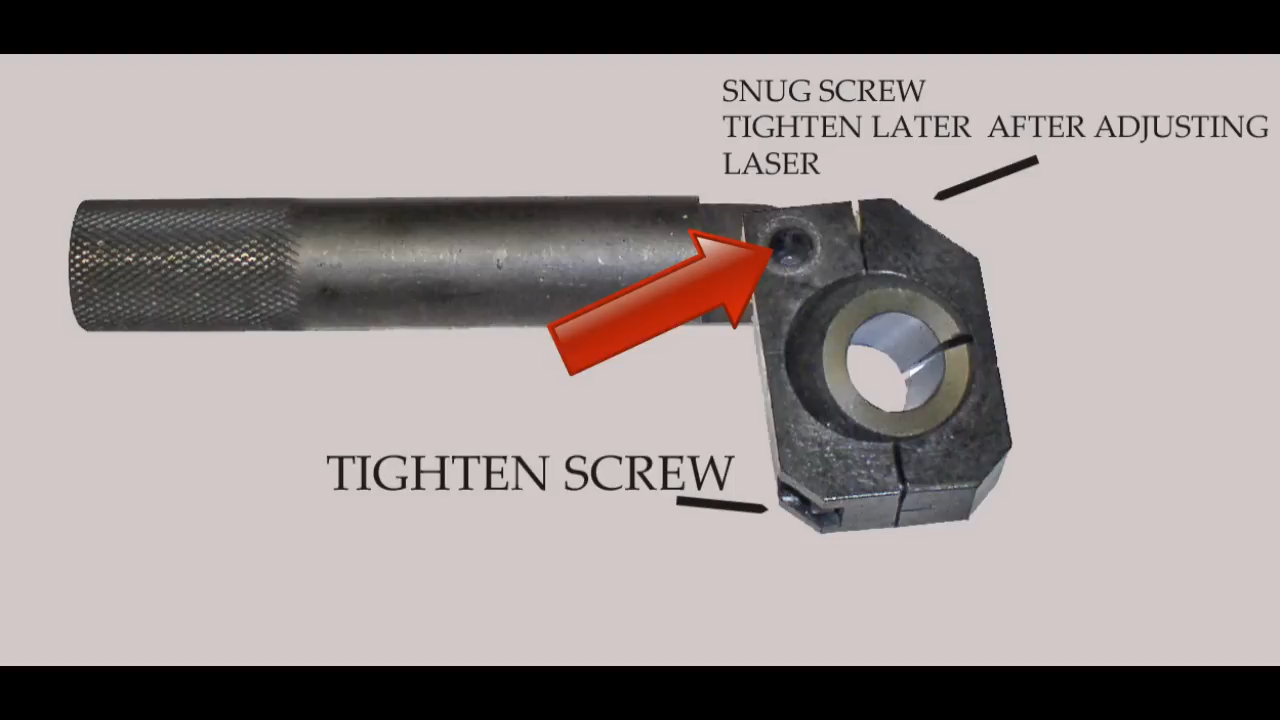 SNUG SCREW
TIGHTEN LATER AFTER ADJUSTING
LASER
TIGHTEN SCREW